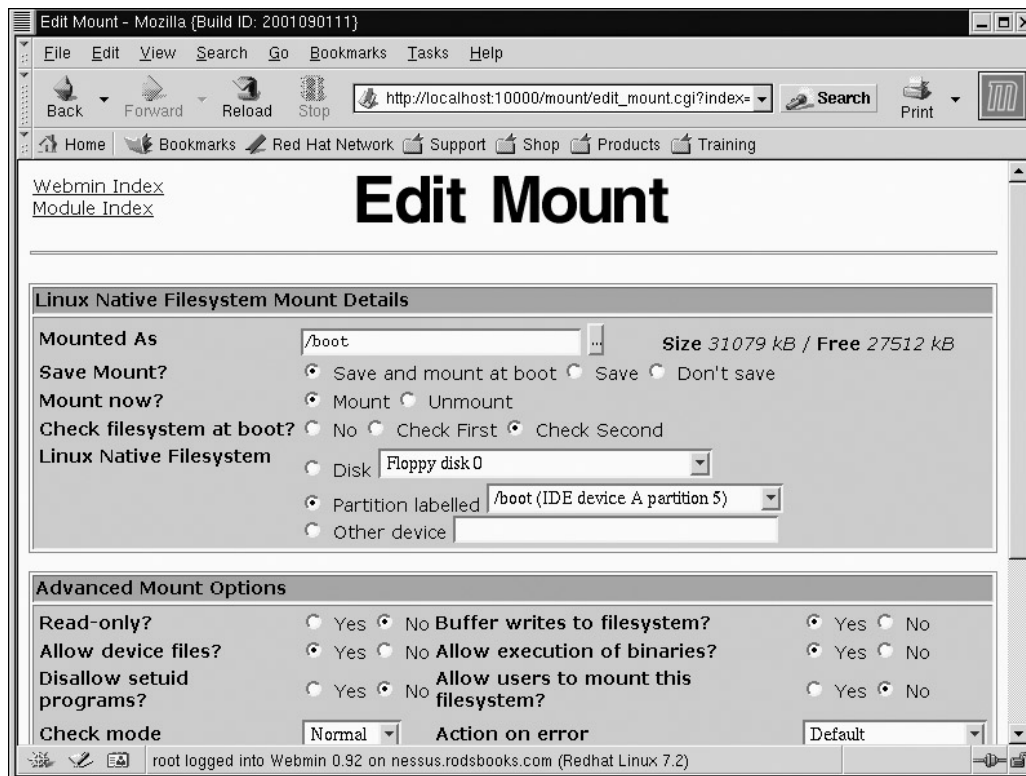 Edit Mount - Mozilla {Build ID: 2001090111}
File Edit View Search Go Bookmarks Tasks Help
Back Forward Reload Stop http://localhost:10000/mount/edit_mount.cgi?index= Search Print
Home Bookmarks Red Hat Network Support Shop Products Training
Webmin Index
Module Index
Edit Mount
Linux Native Filesystem Mount Details
Mounted As /boot ... Size 31079 kB / Free 27512 kB
Save Mount? Save and mount at boot Save Don't save
Mount now? Mount Unmount
Check filesystem at boot? No Check First Check Second
Linux Native Filesystem Disk Floppy disk 0
Partition labelled /boot (IDE device A partition 5)
Other device
Advanced Mount Options
Read-only? Yes No Buffer writes to filesystem? Yes No
Allow device files? Yes No Allow execution of binaries? Yes No
Disallow setuid programs? Yes No Allow users to mount this filesystem? Yes No
Check mode Normal Action on error Default
root logged into Webmin 0.92 on nessus.rodsbooks.com (Redhat Linux 7.2)